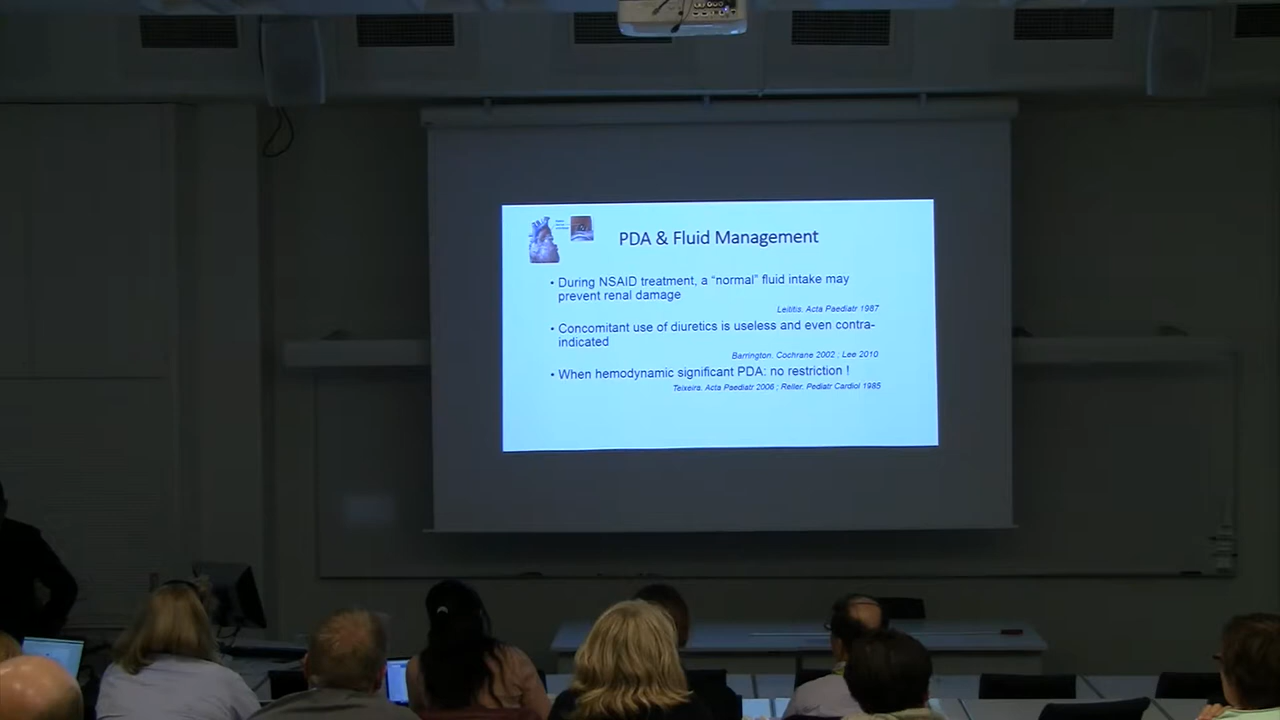 PDA & Fluid Management
• During NSAID treatment, a “normal” fluid intake may
prevent renal damage
Leititis. Acta Paediatr 1987
• Concomitant use of diuretics is useless and even contra-
indicated
Barrington. Cochrane 2002 ; Lee 2010
• When hemodynamic significant PDA: no restriction !
Teixeira. Acta Paediatr 2006 ; Reller. Pediatr Cardiol 1985